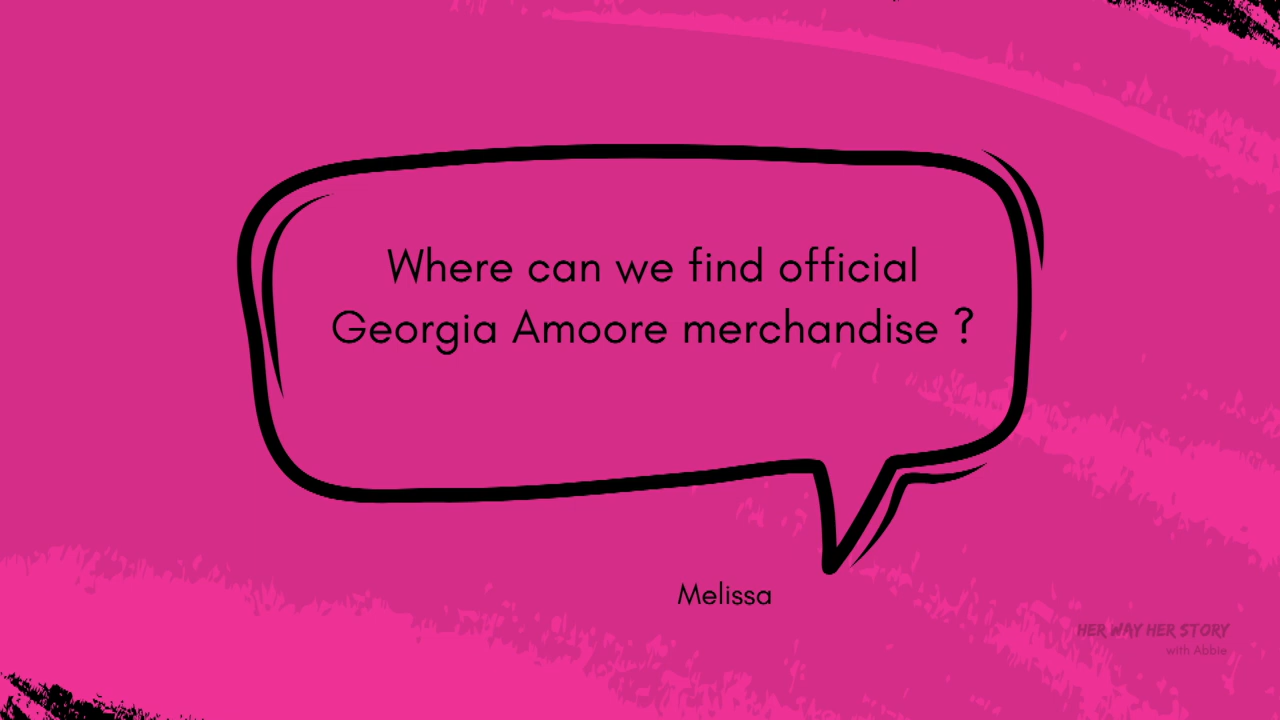 Where can we find official
Georgia Amoore merchandise ?
Melissa
HER WAY HER STORY
with Abbie